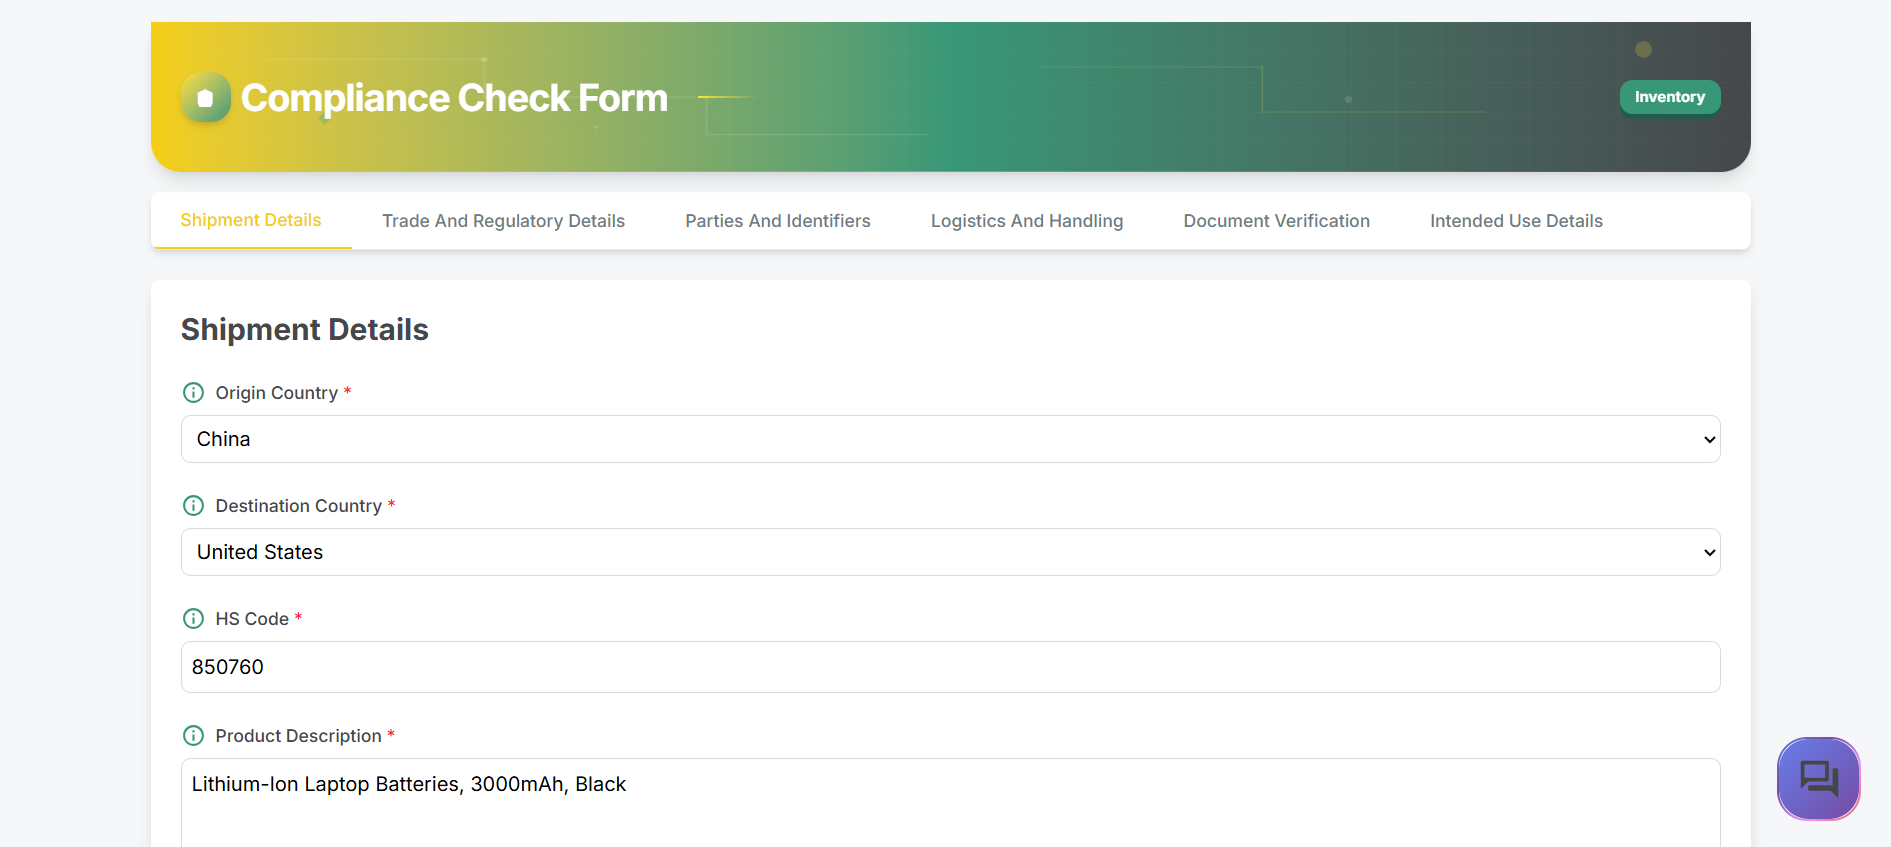 Compliance Check Form
Inventory
Shipment Details
Trade And Regulatory Details
Parties And Identifiers
Logistics And Handling
Document Verification
Intended Use Details
Shipment Details
Origin Country *
China
Destination Country *
United States
HS Code *
850760
Product Description *
Lithium-Ion Laptop Batteries, 3000mAh, Black